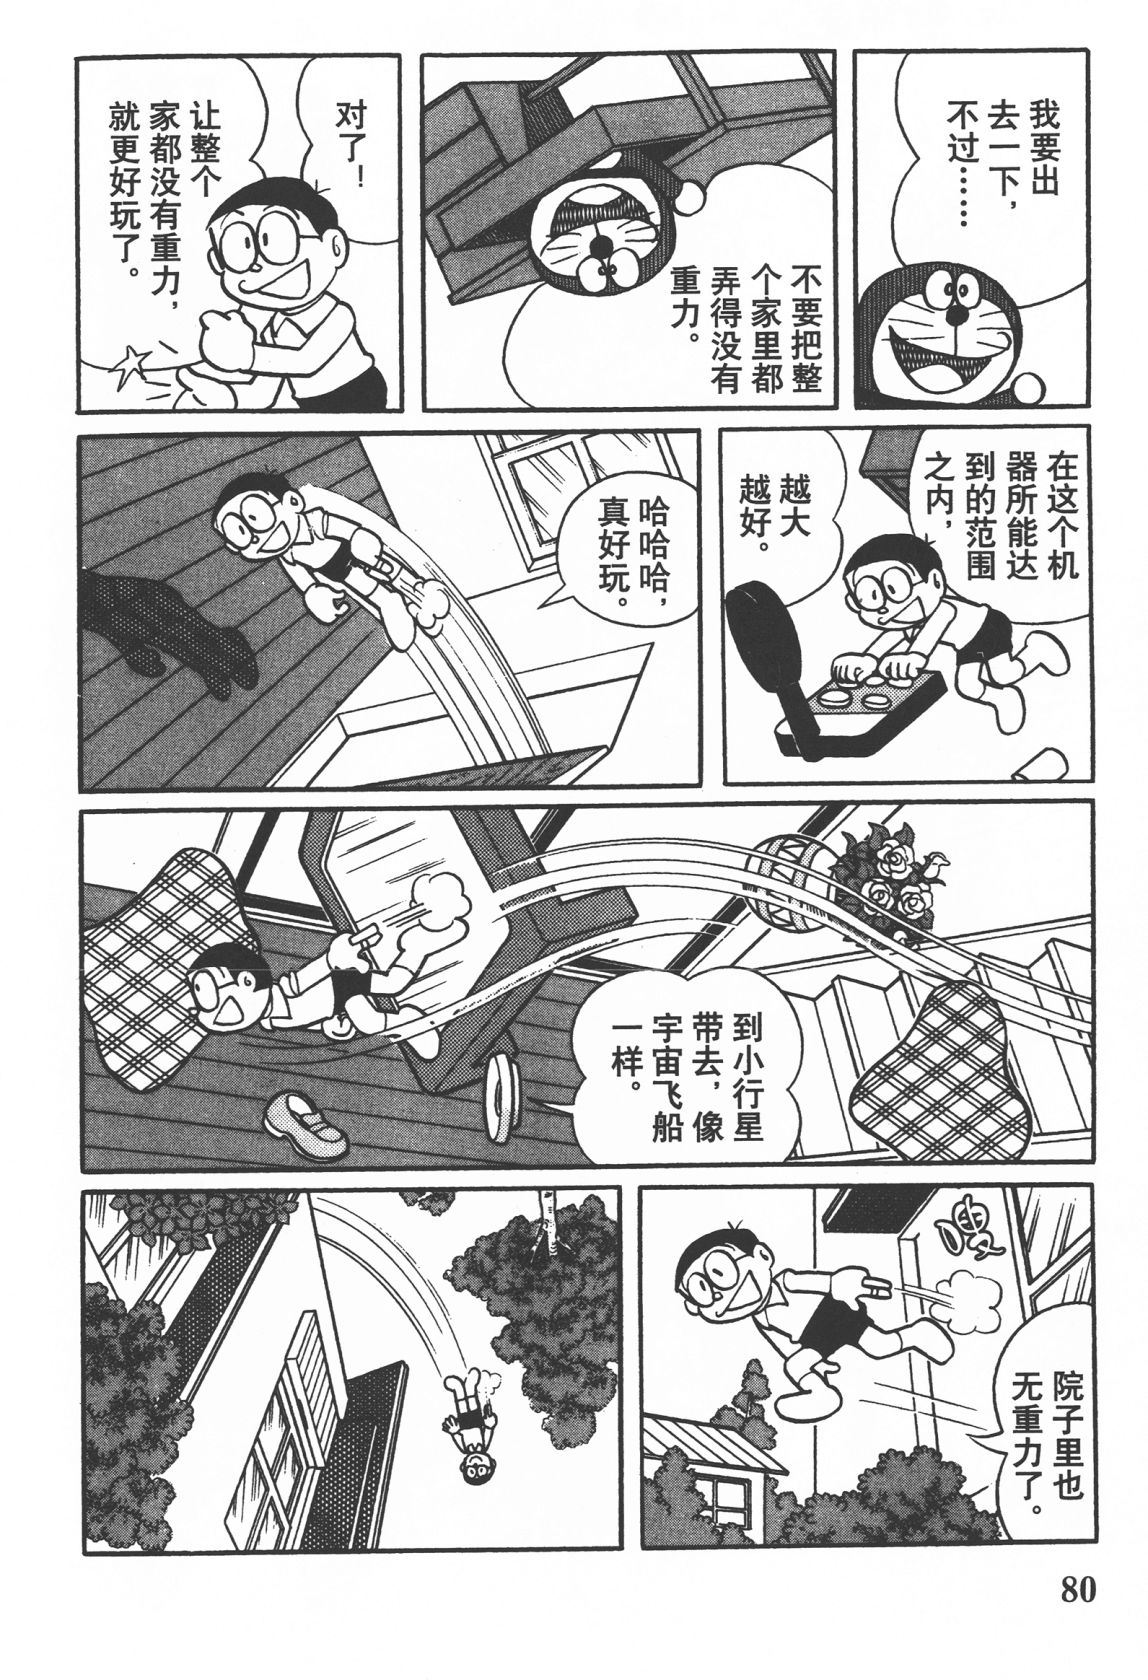 我要出
去一下，
不过……
不要把整
个家里都
弄得没有
重力。
对了！
让整个
家都没有重力，
就更好玩了。
在这个机
器所能达
到的范围
之内，
越大
越好。
哈哈哈，
真好玩。
到小行星
带去，像
宇宙飞船
一样。
嗖
院子里也
无重力了。
80